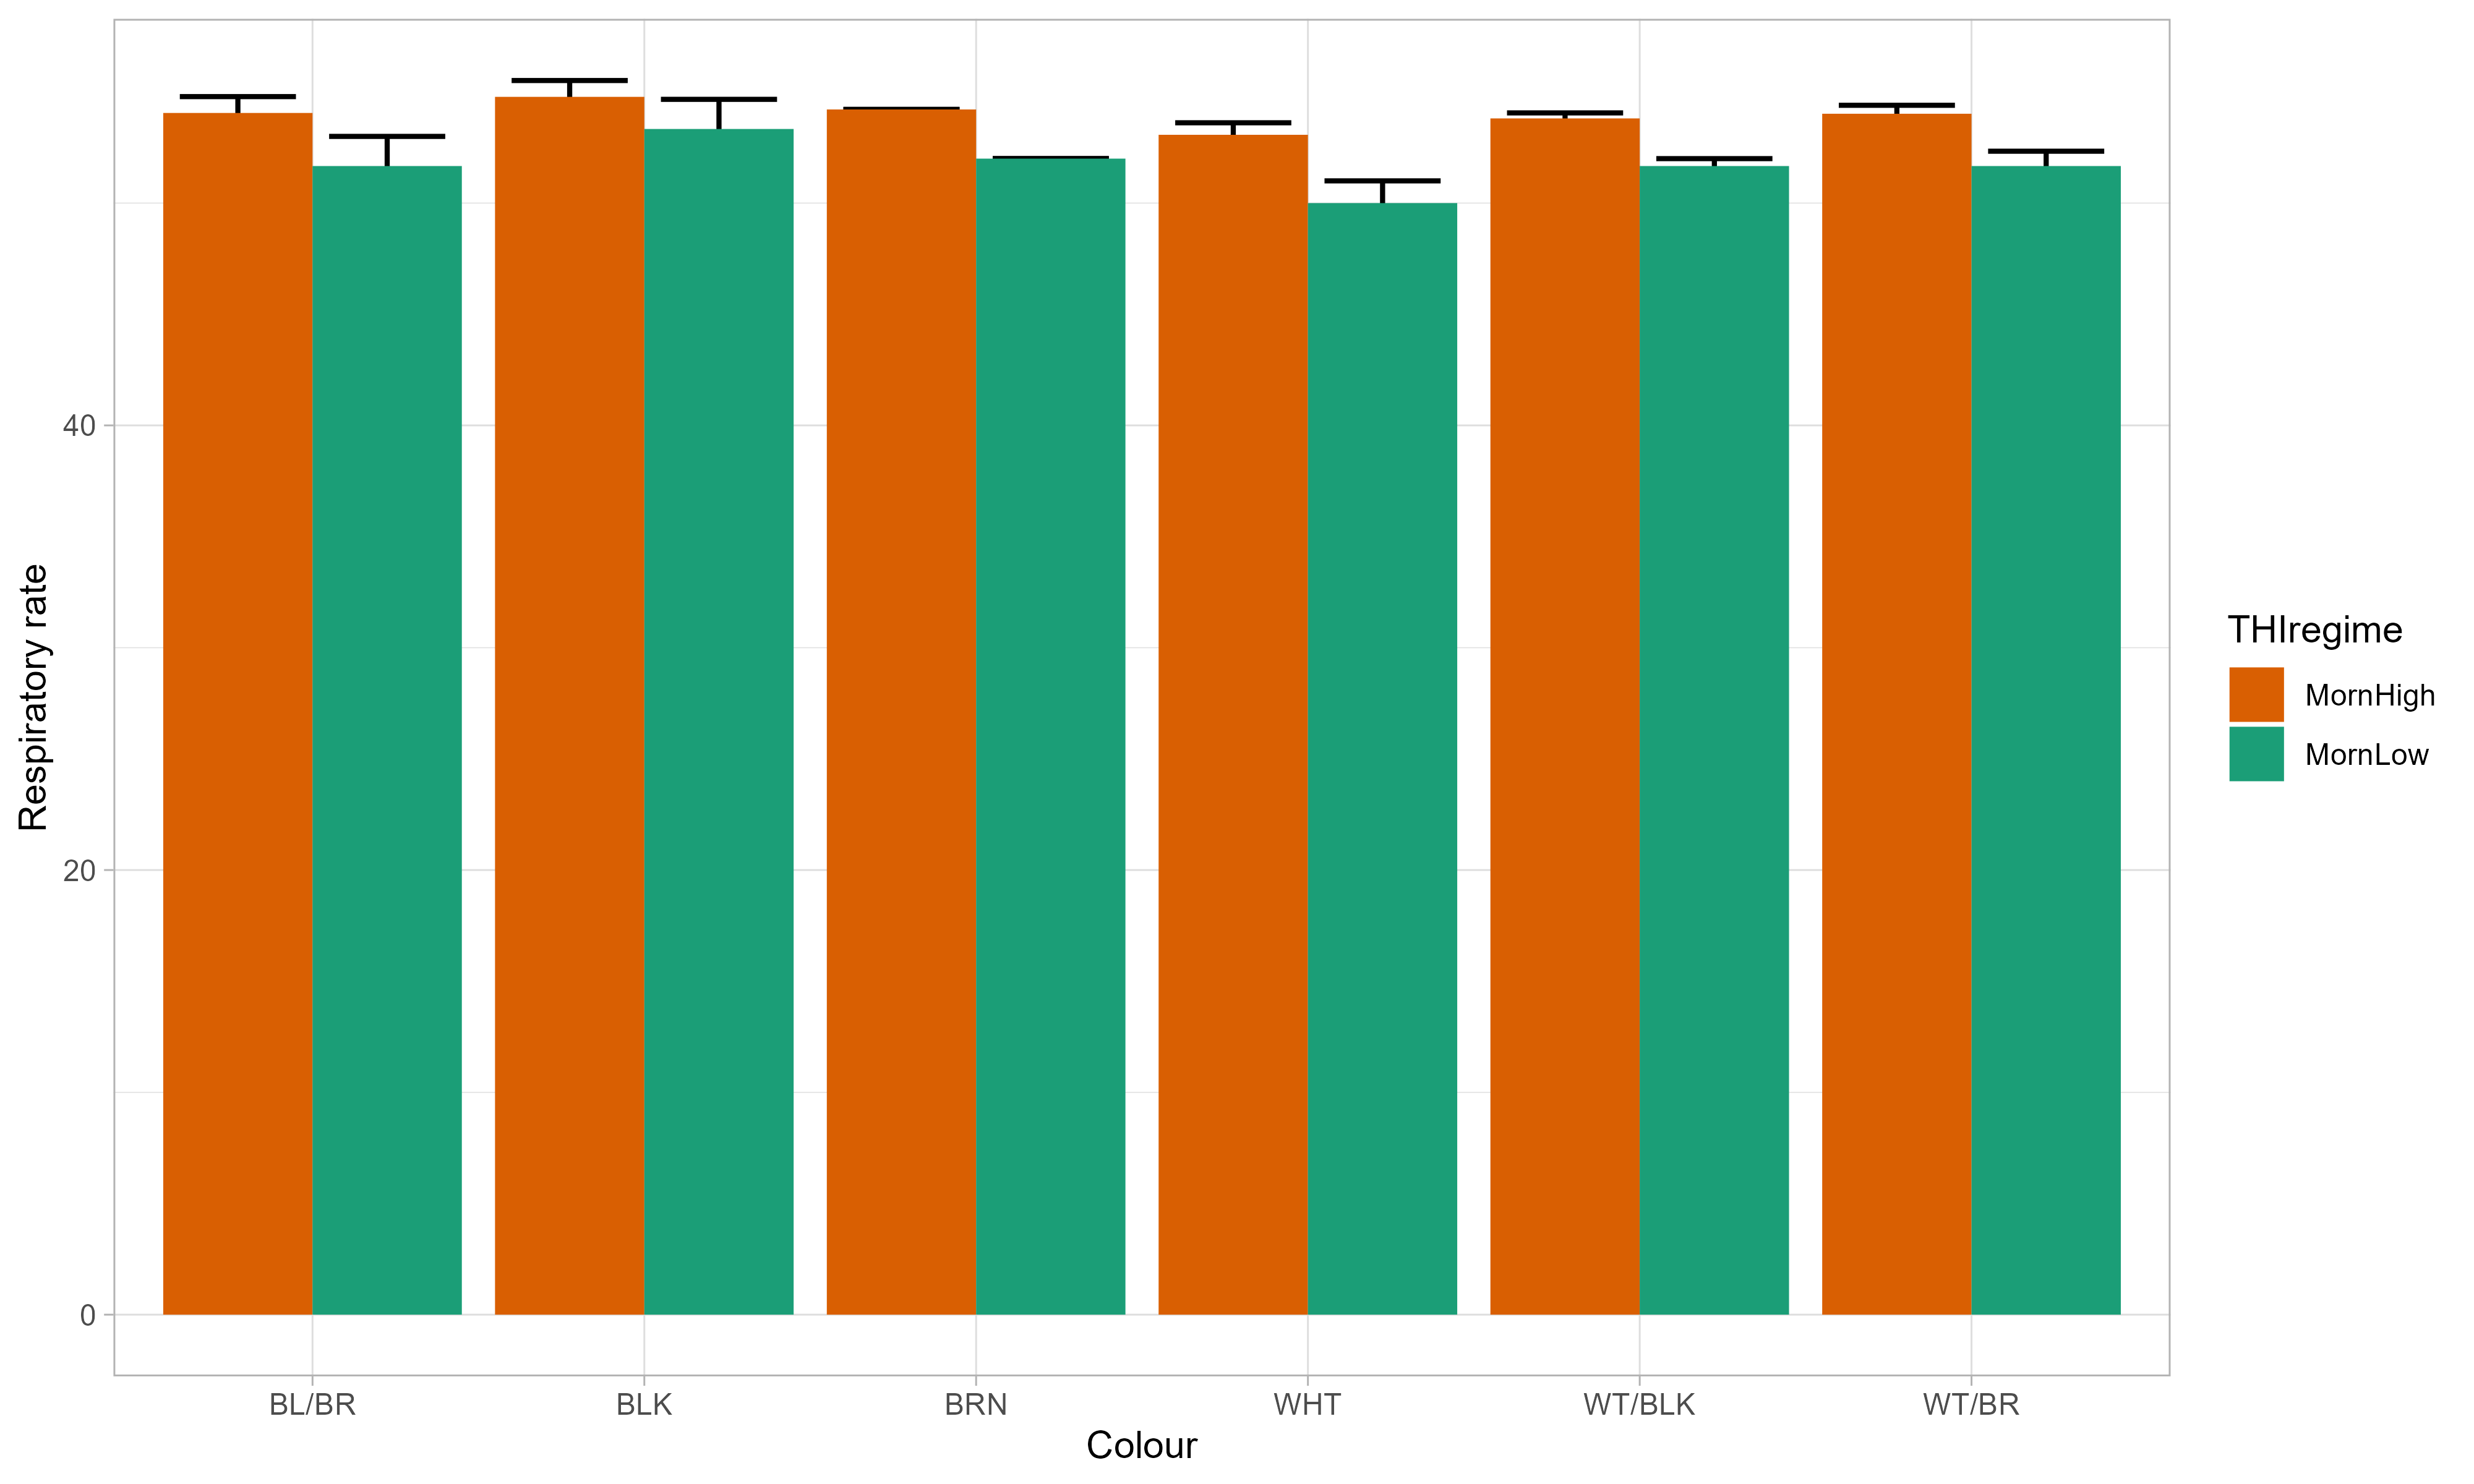 Respiratory rate
40
20
0
BL/BR BLK BRN WHT WT/BLK WT/BR
Colour
THIregime
MornHigh
MornLow